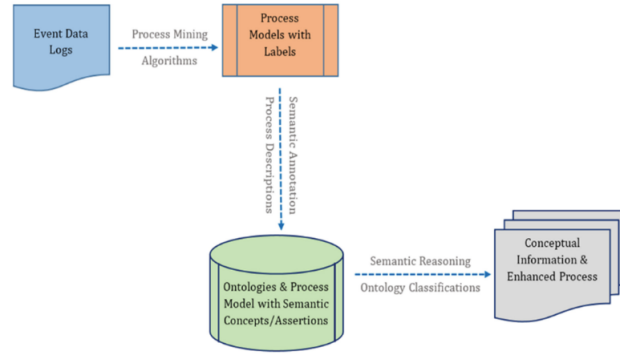 Event Data
Logs
Process Mining
Algorithms
Process
Models with
Labels
Semantic Annotation
Process Descriptions
Ontologies & Process
Model with Semantic
Concepts/Assertions
Semantic Reasoning
Ontology Classifications
Conceptual
Information &
Enhanced Process